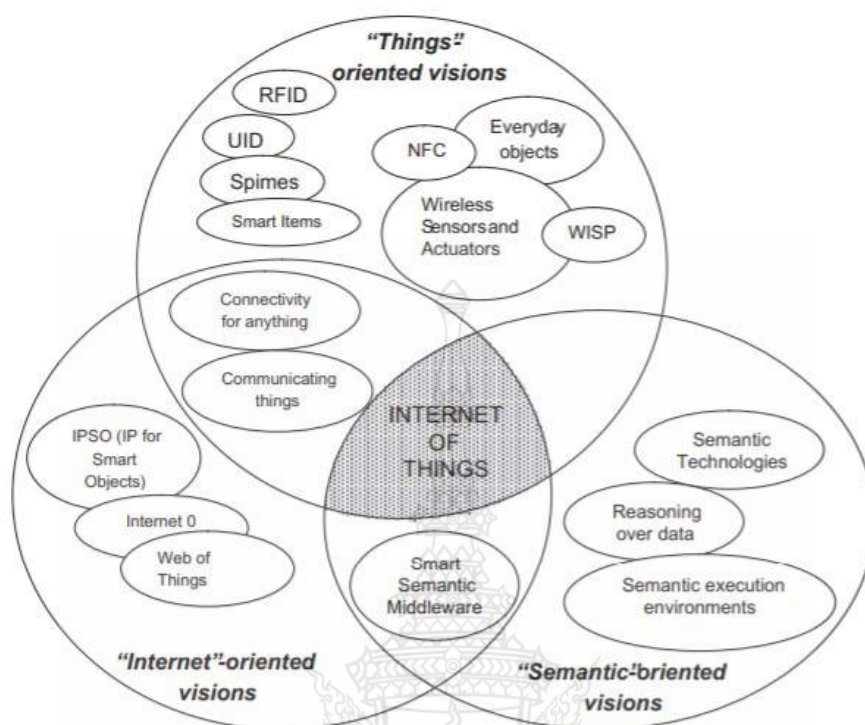 “Things”-
oriented visions
RFID
UID
Spimes
Smart Items
NFC
Everyday
objects
Wireless
Sensors and
Actuators
WISP
Connectivity
for anything
Communicating
things
INTERNET
OF
THINGS
IPSO (IP for
Smart
Objects)
Internet 0
Web of
Things
Semantic
Technologies
Reasoning
over data
Semantic execution
environments
Smart
Semantic
Middleware
“Internet”-oriented
visions
“Semantic”-oriented
visions